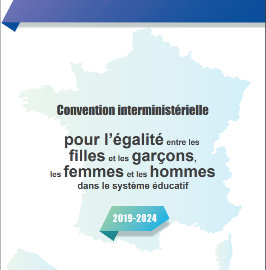 Convention interministérielle
pour l'égalité entre les
filles et les garçons,
les femmes et les hommes
dans le système éducatif
2019-2024